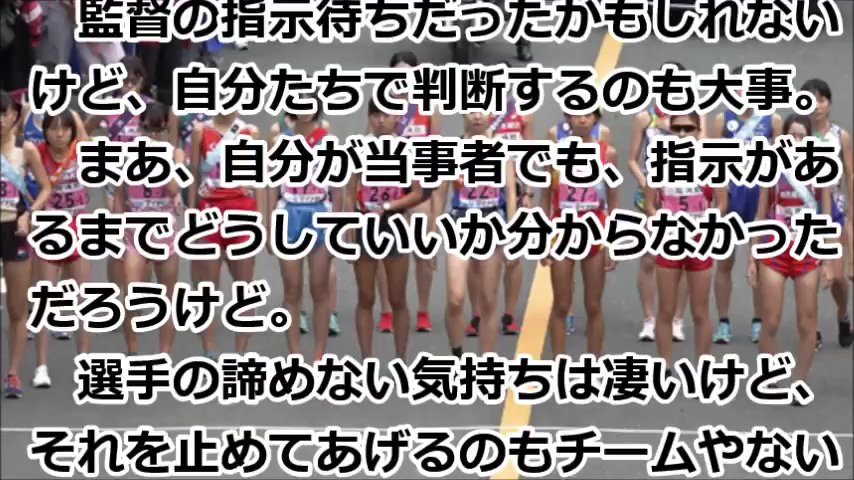 監督の指示待ちだったかもしれない
けど、自分たちで判断するのも大事。
まあ、自分が当事者でも、指示があ
るまでどうしていいか分からなかった
だろうけど。
選手の諦めない気持ちは凄いけど、
それを止めてあげるのもチームやない
25
26
22
27
5